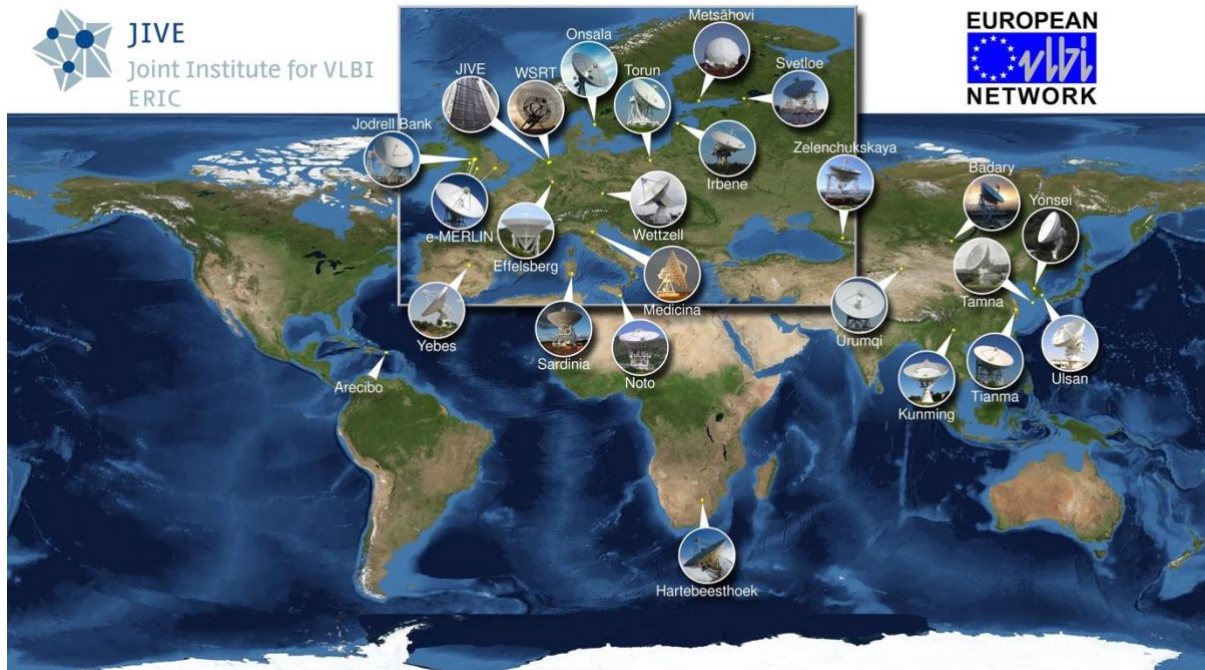 JIVE
Joint Institute for VLBI
ERIC
EUROPEAN
vlbi
NETWORK
Metsähovi
Onsala
JIVE
WSRT
Torun
Svetloe
Jodrell Bank
Irbene
Zelenchukskaya
Badary
Yonsei
e-MERLIN
Effelsberg
Wettzell
Tamna
Medicina
Urumqi
Yebes
Sardinia
Noto
Ulsan
Arecibo
Kunming
Tianma
Hartebeesthoek